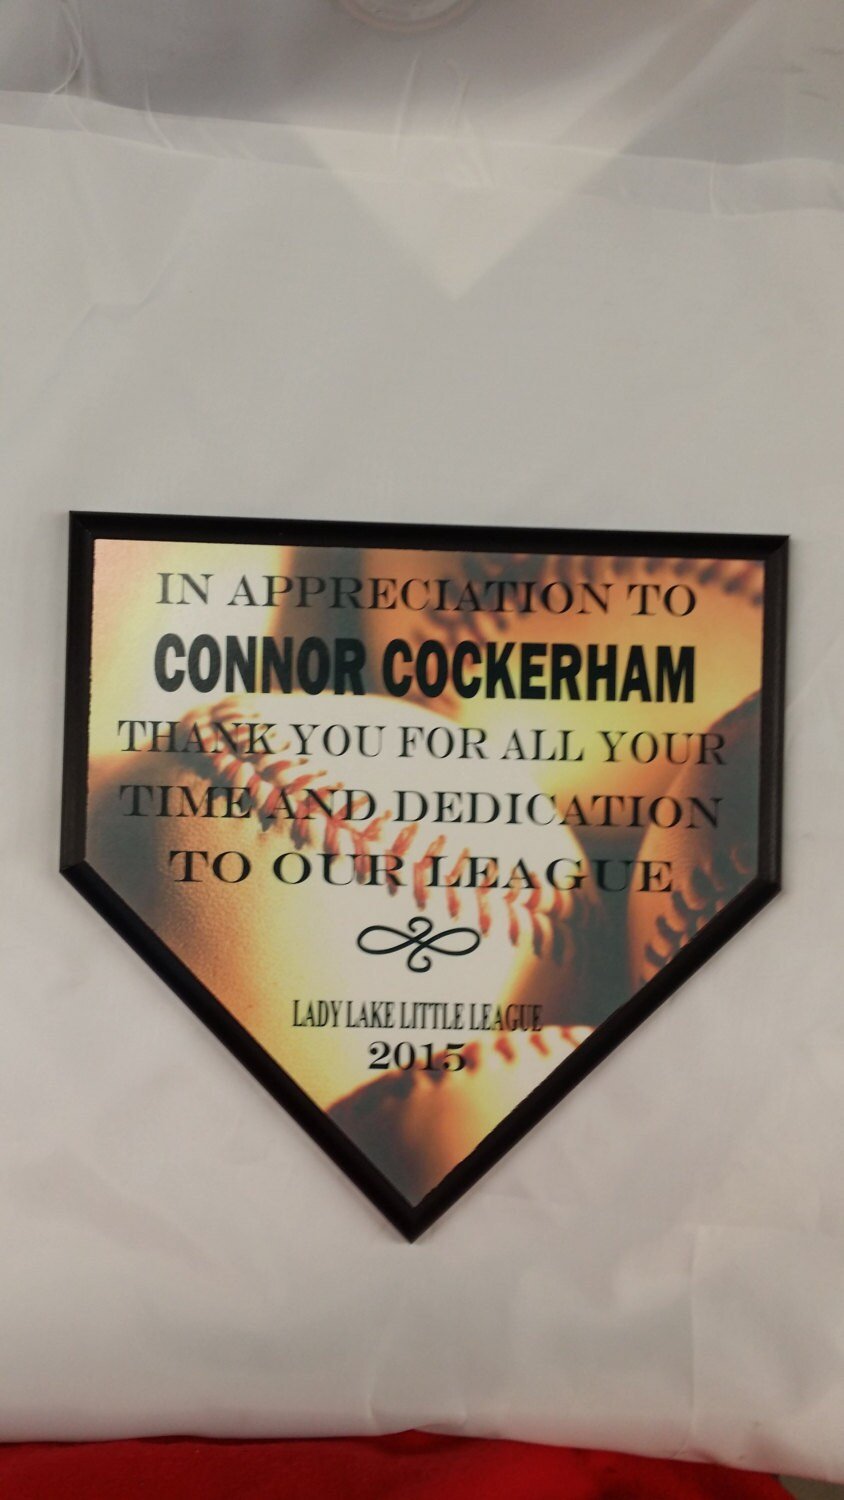 IN APPRECIATION TO
CONNOR COCKERHAM
THANK YOU FOR ALL YOUR
TIME AND DEDICATION
TO OUR LEAGUE
LADY LAKE LITTLE LEAGUE
2015